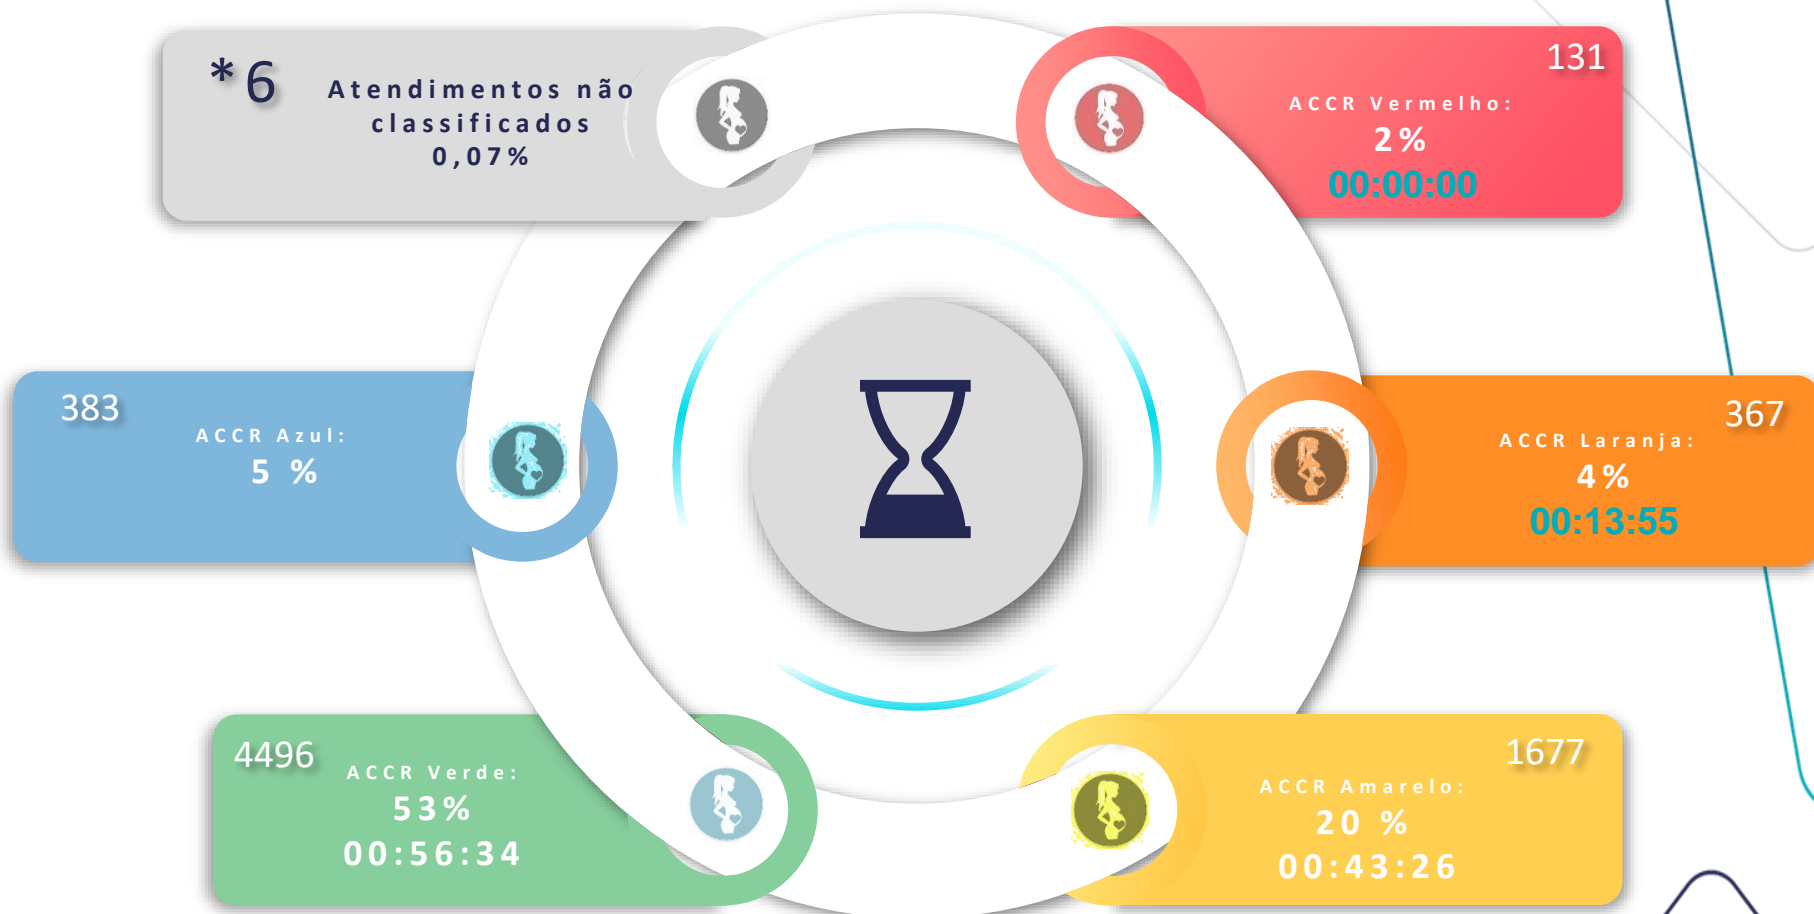 *6
Atendimentos não
classificados
0,07%
131
ACCR Vermelho:
2%
00:00:00
383
ACCR Azul:
5 %
367
ACCR Laranja:
4%
00:13:55
4496
ACCR Verde:
53%
00:56:34
1677
ACCR Amarelo:
20 %
00:43:26